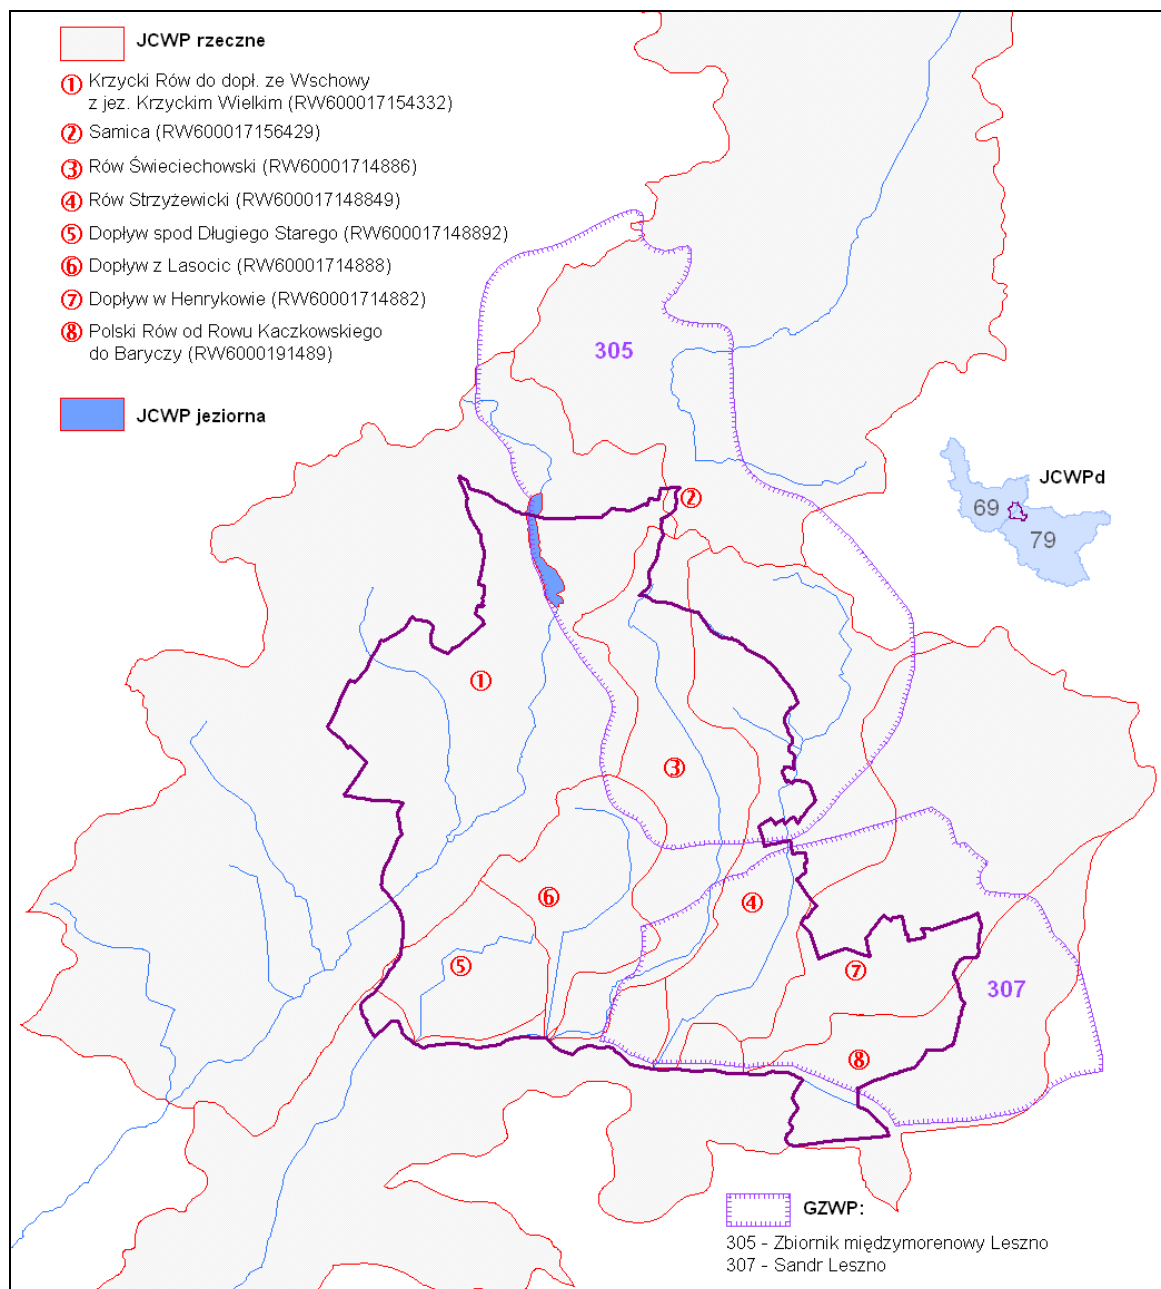 JCWP rzeczne
① Krzycki Rów do dopł. ze Wschowy
z jez. Krzyckim Wielkim (RW600017154332)
② Samica (RW600017156429)
③ Rów Świeciechowski (RW60001714886)
④ Rów Strzyżewicki (RW600017148849)
⑤ Dopływ spod Długiego Starego (RW600017148892)
⑥ Dopływ z Lasocic (RW60001714888)
⑦ Dopływ w Henrykowie (RW60001714882)
⑧ Polski Rów od Rowu Kaczkowskiego
do Baryczy (RW6000191489)
JCWP jeziorna
305
JCWPd
69
79
②
①
③
⑥
④
⑤
⑦
307
⑧
GZWP:
305 - Zbiornik międzymorenowy Leszno
307 - Sandr Leszno